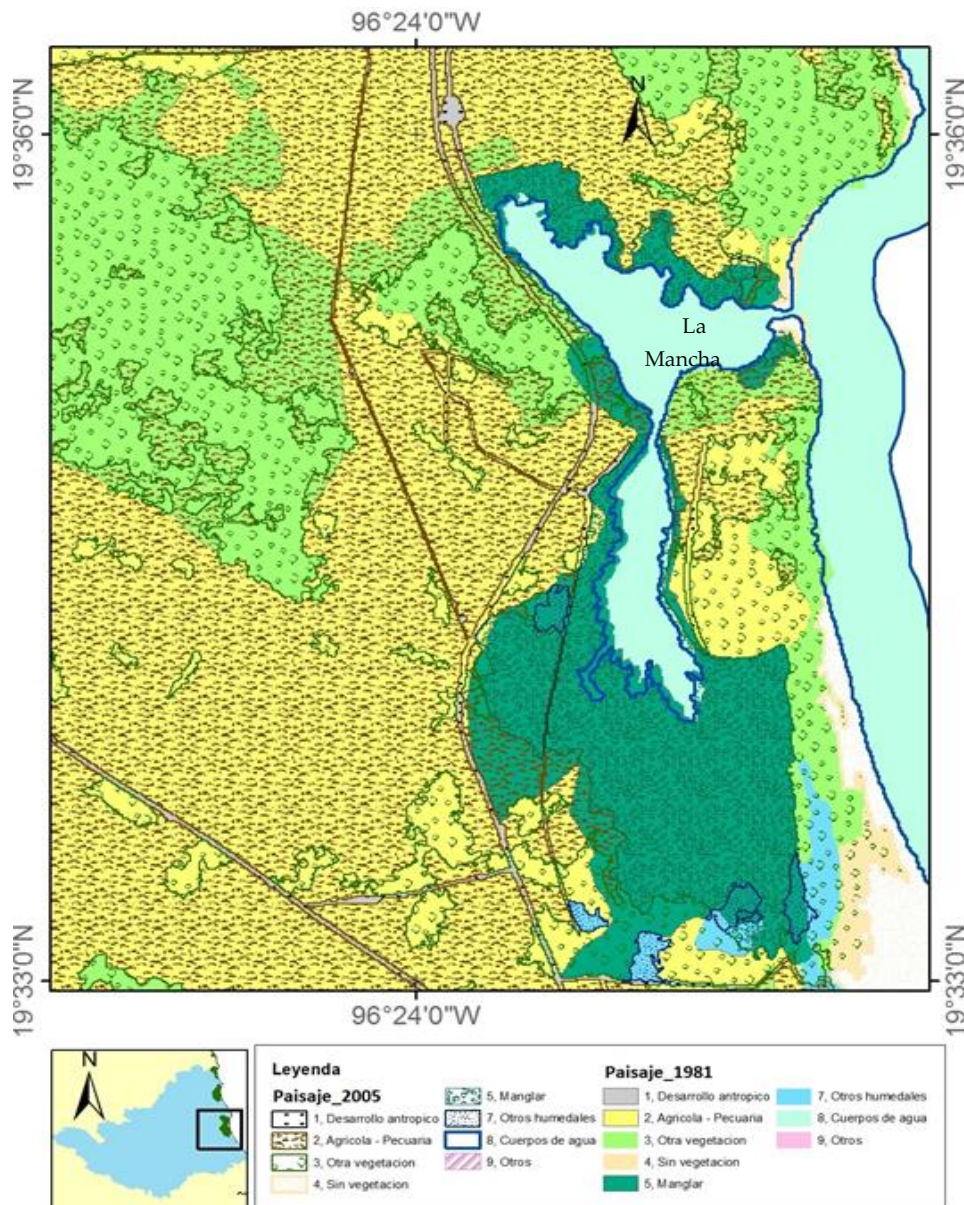 96°24'0"W
19°36'0"N
19°36'0"N
N
La
Mancha
19°33'0"N
19°33'0"N
96°24'0"W
N
Leyenda
Paisaje_2005
1, Desarrollo antropico
2, Agricola - Pecuaria
3, Otra vegetacion
4, Sin vegetacion
5, Manglar
7, Otros humedales
8, Cuerpos de agua
9, Otros
Paisaje_1981
1, Desarrollo antropico
2, Agricola - Pecuaria
3, Otra vegetacion
4, Sin vegetacion
5, Manglar
7, Otros humedales
8, Cuerpos de agua
9, Otros